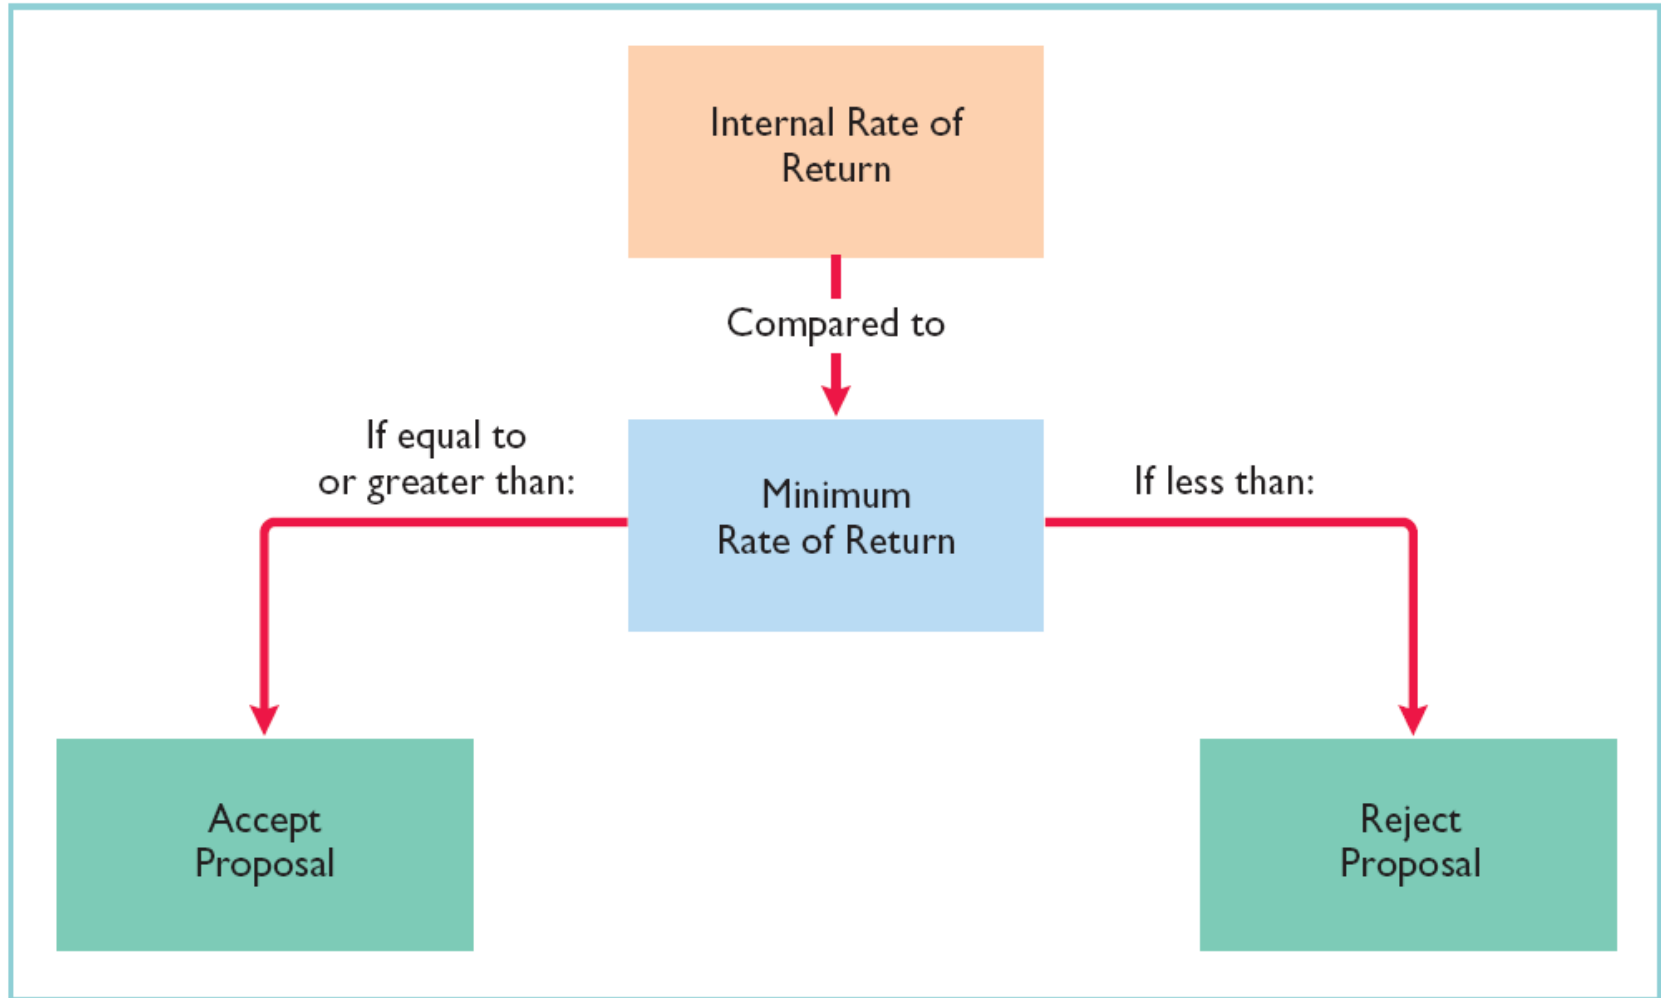 Internal Rate of
Return
Compared to
If equal to
or greater than:
Minimum
Rate of Return
If less than:
Accept
Proposal
Reject
Proposal